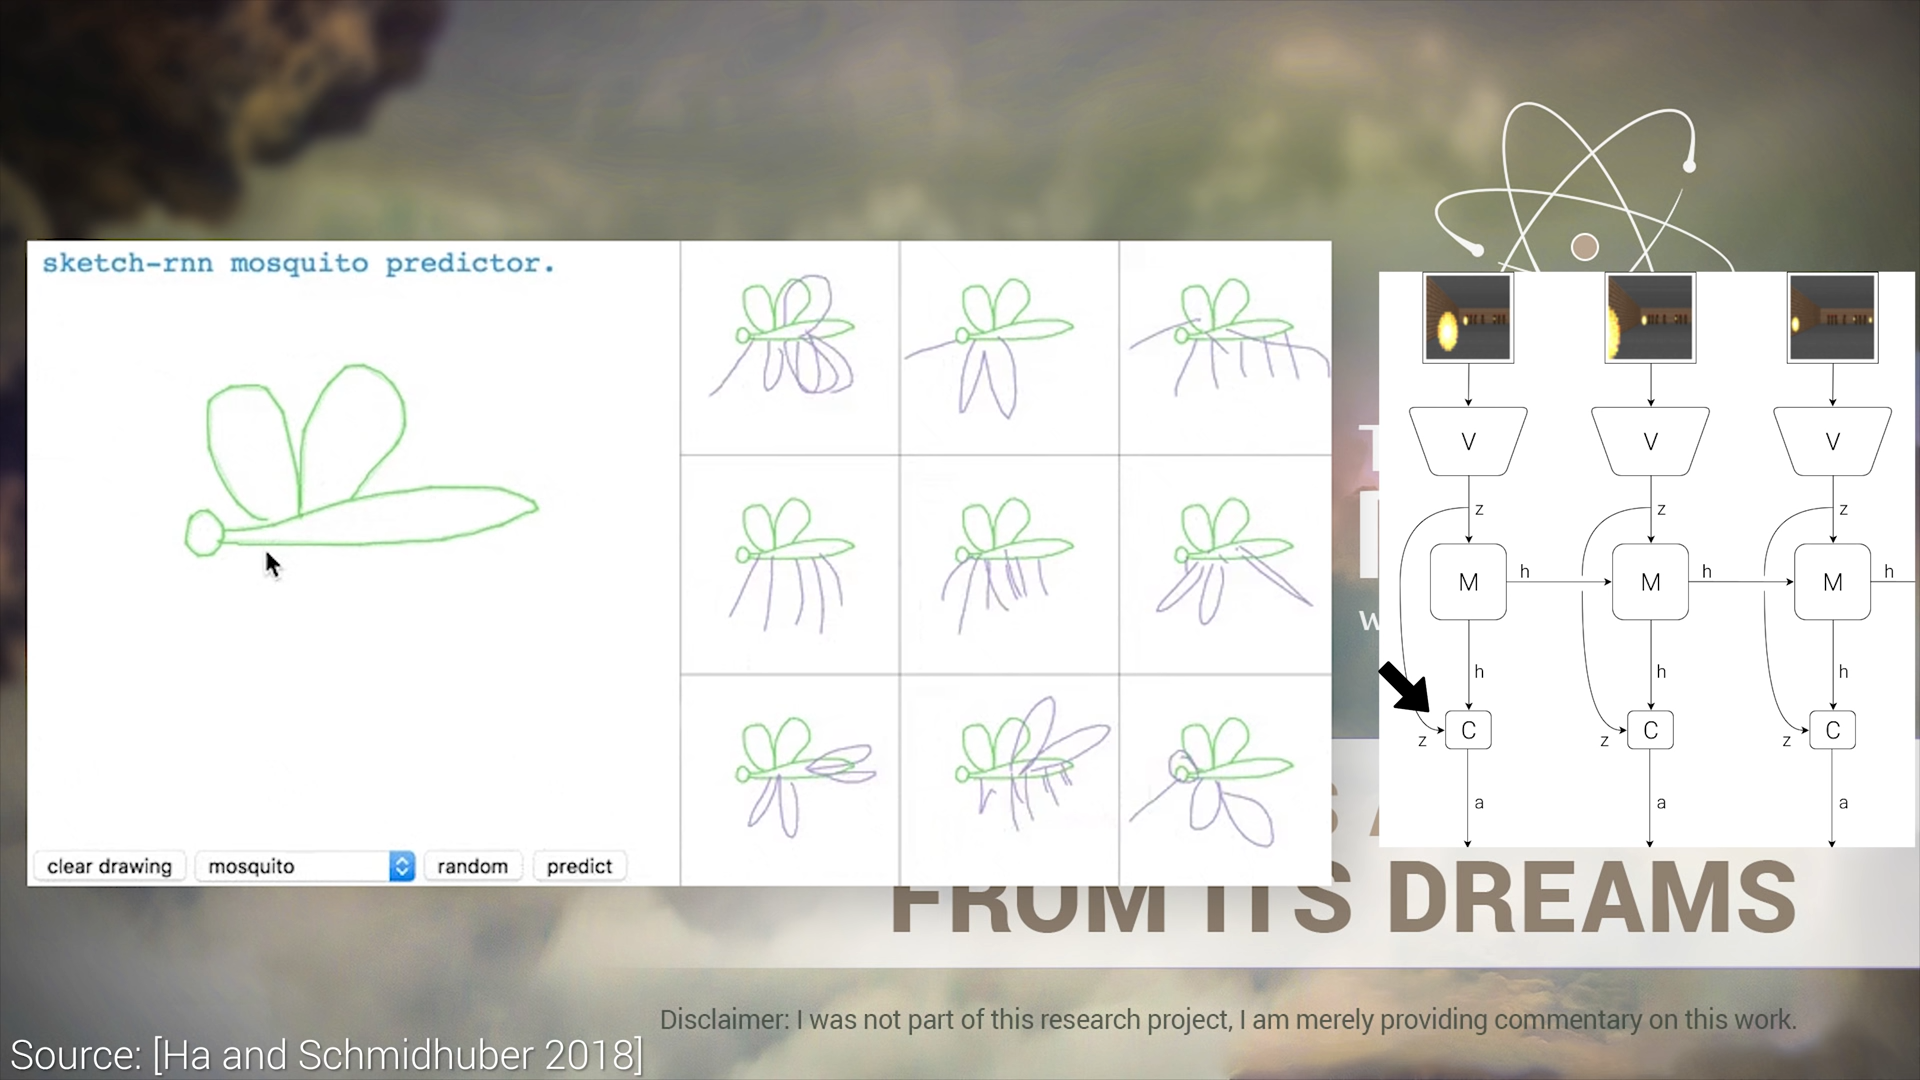 sketch-rnn mosquito predictor.
clear drawing
mosquito
random
predict
V V V
z z z
M h M h M h
h h h
z C z C z C
a a a
FROM ITS DREAMS
Disclaimer: I was not part of this research project, I am merely providing commentary on this work.
Source: [Ha and Schmidhuber 2018]